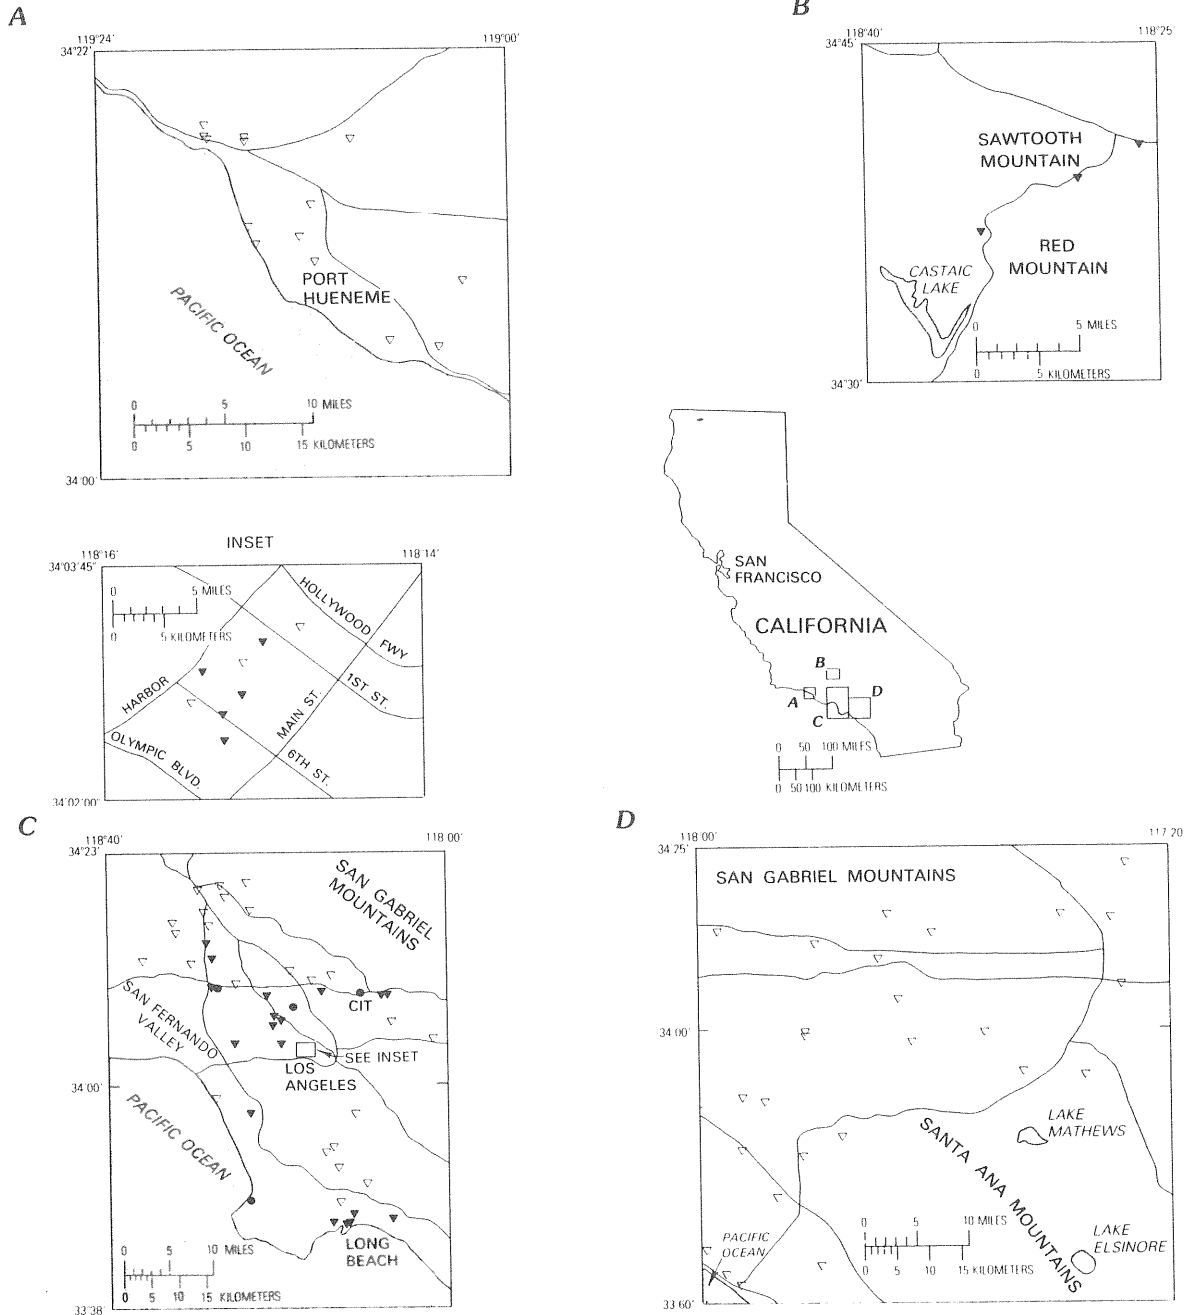 A
119°24'
119°00'
34°22'
PORT
HUENEME
PACIFIC OCEAN
0 5 10 MILES
0 5 10 15 KILOMETERS
34°00'
B
118°40'
118°25'
34°45'
SAWTOOTH
MOUNTAIN
RED
MOUNTAIN
CASTAIC
LAKE
0 5 MILES
0 5 KILOMETERS
34°30'
INSET
118°16'
118°14'
34°03'45"
0 5 MILES
0 5 KILOMETERS
HOLLYWOOD FWY
HARBOR
MAIN ST.
1ST ST.
OLYMPIC BLVD.
6TH ST.
34°02'00"
SAN
FRANCISCO
CALIFORNIA
B
A
D
C
0 50 100 MILES
0 50 100 KILOMETERS
C
118°40'
118 00'
34°23'
SAN GABRIEL
MOUNTAINS
CIT
SAN FERNANDO
VALLEY
SEE INSET
LOS
ANGELES
34°00'
PACIFIC OCEAN
LONG
BEACH
0 5 10 MILES
0 5 10 15 KILOMETERS
33°38'
D
118 00'
117 20
34 25'
SAN GABRIEL MOUNTAINS
34 00'
LAKE
MATHEWS
SANTA ANA MOUNTAINS
LAKE
ELSINORE
PACIFIC
OCEAN
0 5 10 MILES
0 5 10 15 KILOMETERS
33 60'